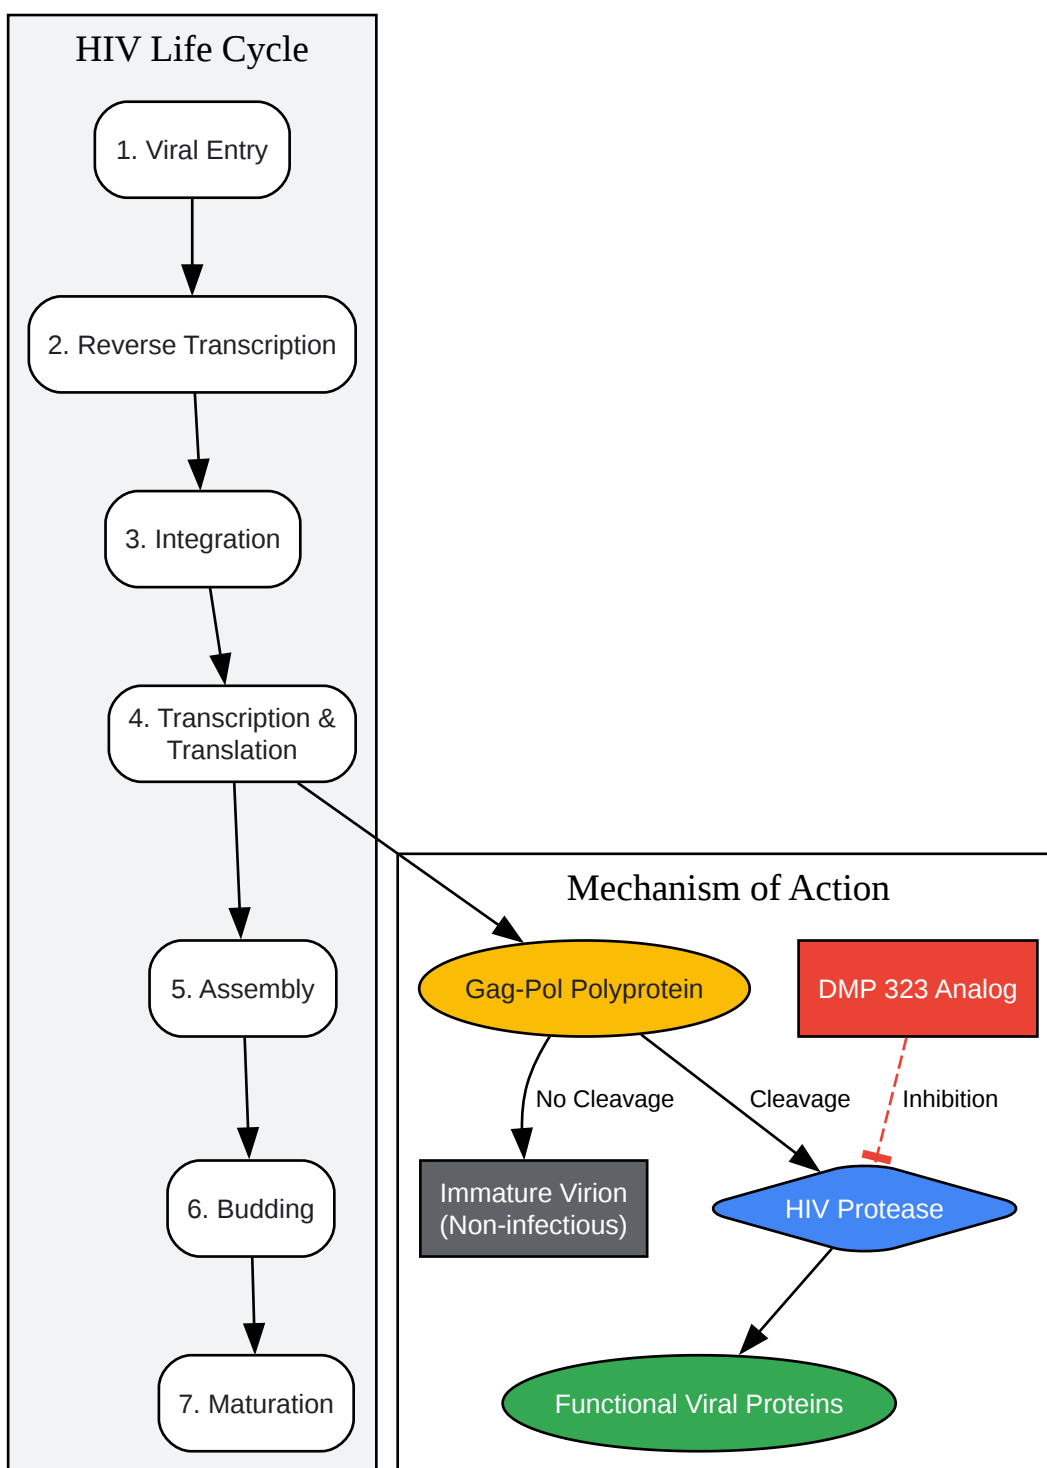 HIV Life Cycle
1. Viral Entry
2. Reverse Transcription
3. Integration
4. Transcription &
Translation
5. Assembly
6. Budding
7. Maturation
Mechanism of Action
Gag-Pol Polyprotein
DMP 323 Analog
No Cleavage
Cleavage
Inhibition
Immature Virion
(Non-infectious)
HIV Protease
Functional Viral Proteins